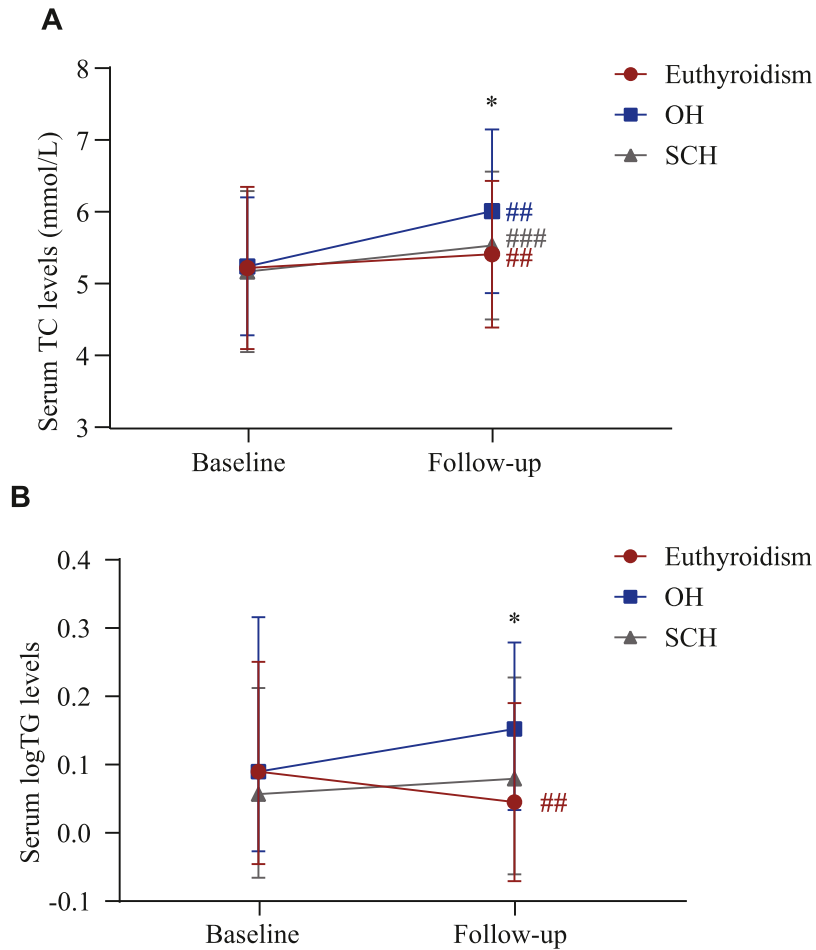 A
Serum TC levels (mmol/L)
8
7
6
5
4
3
*
##
###
##
Baseline
Follow-up
Euthyroidism
OH
SCH
B
Serum logTG levels
0.4
0.3
0.2
0.1
0.0
-0.1
*
##
Baseline
Follow-up
Euthyroidism
OH
SCH